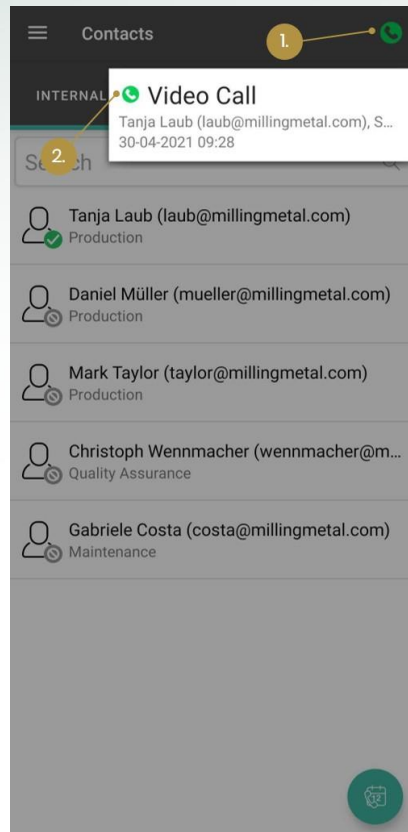 Contacts
1.
INTERNAL
Video Call
Tanja Laub (laub@millingmetal.com), S...
30-04-2021 09:28
2.
Tanja Laub (laub@millingmetal.com)
Production
Daniel Müller (mueller@millingmetal.com)
Production
Mark Taylor (taylor@millingmetal.com)
Production
Christoph Wennmacher (wennmacher@m...
Quality Assurance
Gabriele Costa (costa@millingmetal.com)
Maintenance
12